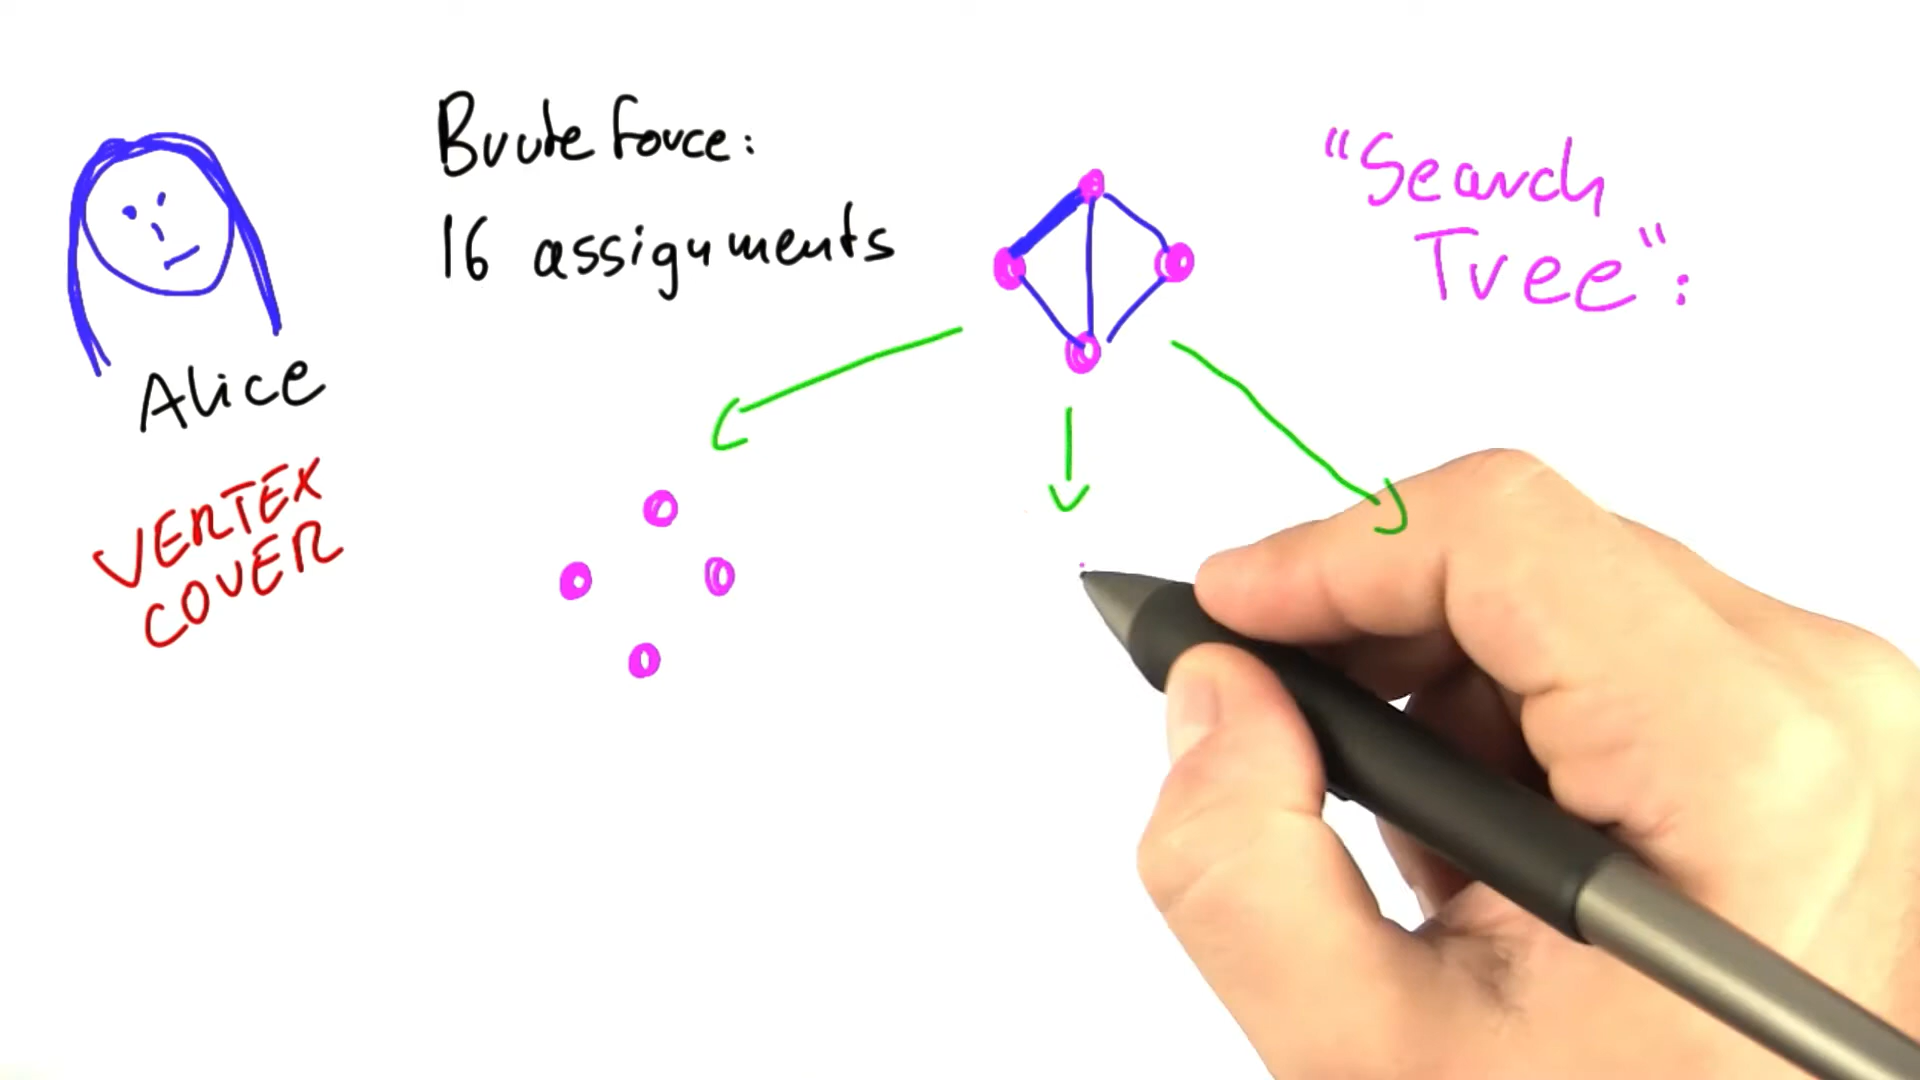 Brute force:
16 assignments
"Search
Tree":
Alice
VERTEX
COVER